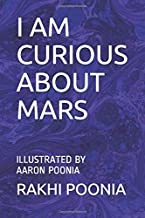 I AM
CURIOUS
ABOUT
MARS
ILLUSTRATED BY
AARON POONIA
RAKHI POONIA